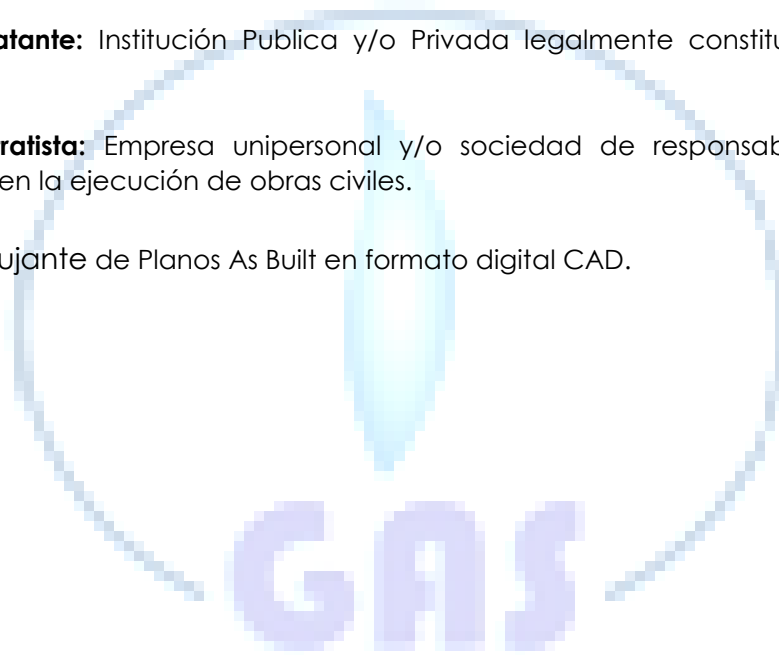 atante: Institución Publica y/o Privada legalmente constitu
ratista: Empresa unipersonal y/o sociedad de responsab
en la ejecución de obras civiles.
ujante de Planos As Built en formato digital CAD.
GAS